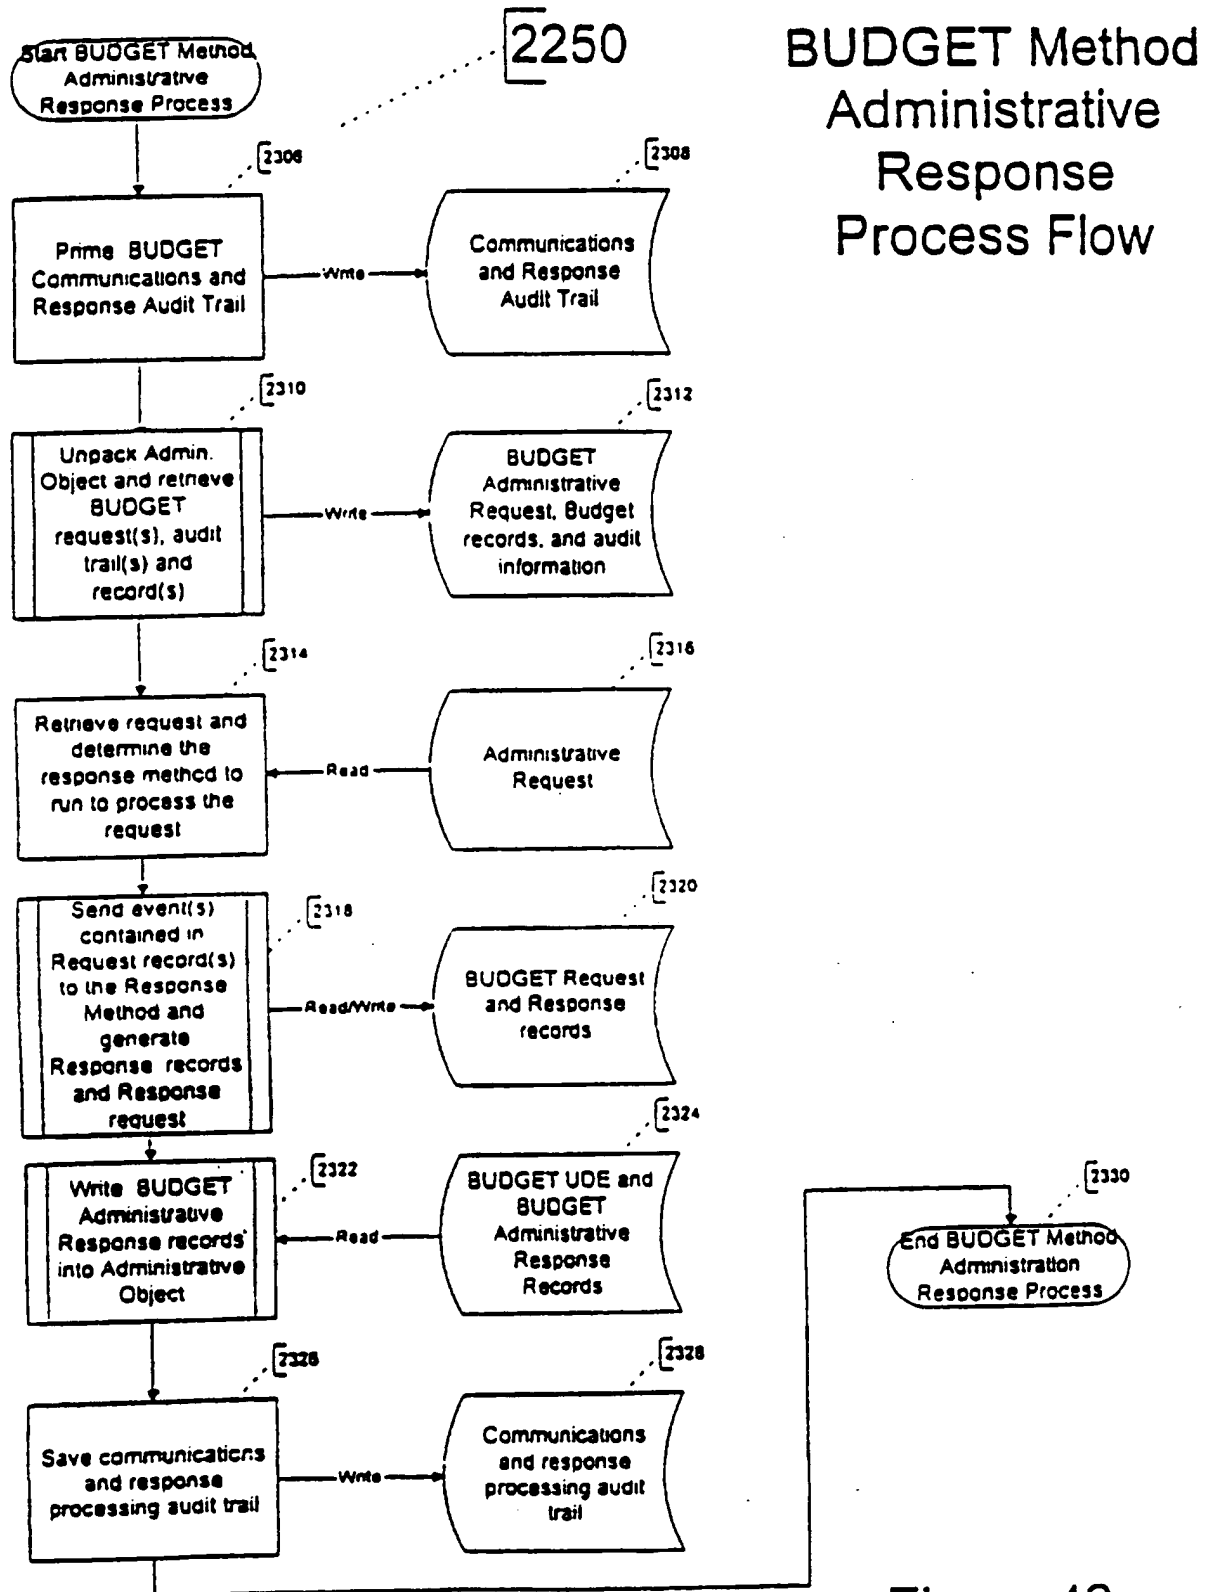 2250
BUDGET Method
Administrative
Response
Process Flow
Start BUDGET Method
Administrative
Response Process
2306
Prime BUDGET
Communications and
Response Audit Trail
Write
2308
Communications
and Response
Audit Trail
2310
Unpack Admin.
Object and retrieve
BUDGET
request(s), audit
trail(s) and
record(s)
Write
2312
BUDGET
Administrative
Request, Budget
records, and audit
information
2314
Retrieve request and
determine the
response method to
run to process the
request
Read
2316
Administrative
Request
2318
Send event(s)
contained in
Request record(s)
to the Response
Method and
generate
Response records
and Response
request
Read/Write
2320
BUDGET Request
and Response
records
2322
Write BUDGET
Administrative
Response records
into Administrative
Object
Read
2324
BUDGET UDE and
BUDGET
Administrative
Response
Records
2326
Save communications
and response
processing audit trail
Write
2328
Communications
and response
processing audit
trail
2330
End BUDGET Method
Administration
Response Process